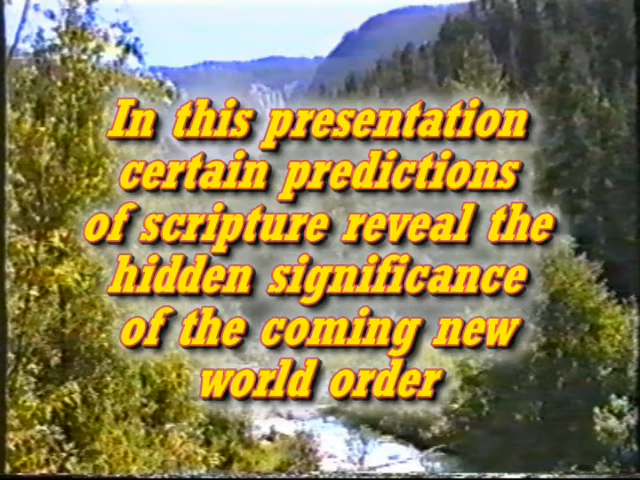 In this presentation
certain predictions
of scripture reveal the
hidden significance
of the coming new
world order